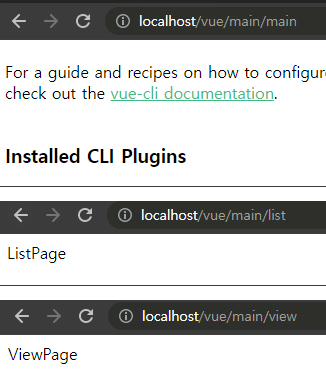 localhost/vue/main/main
For a guide and recipes on how to configure
check out the vue-cli documentation.
Installed CLI Plugins
localhost/vue/main/list
ListPage
localhost/vue/main/view
ViewPage